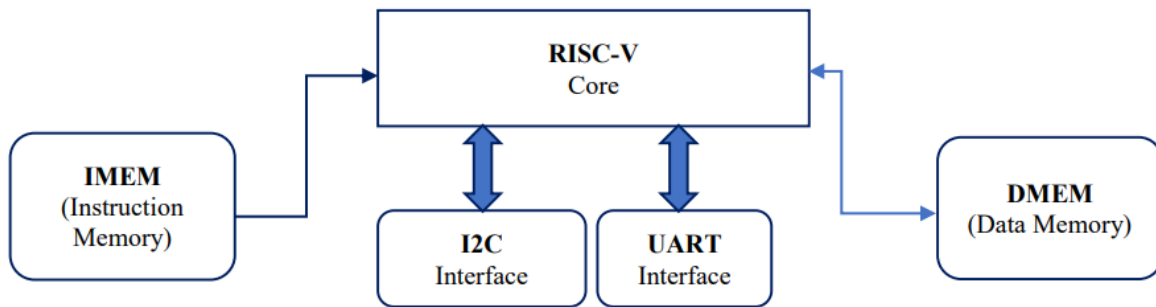 RISC-V
Core
IMEM
(Instruction
Memory)
I2C
Interface
UART
Interface
DMEM
(Data Memory)